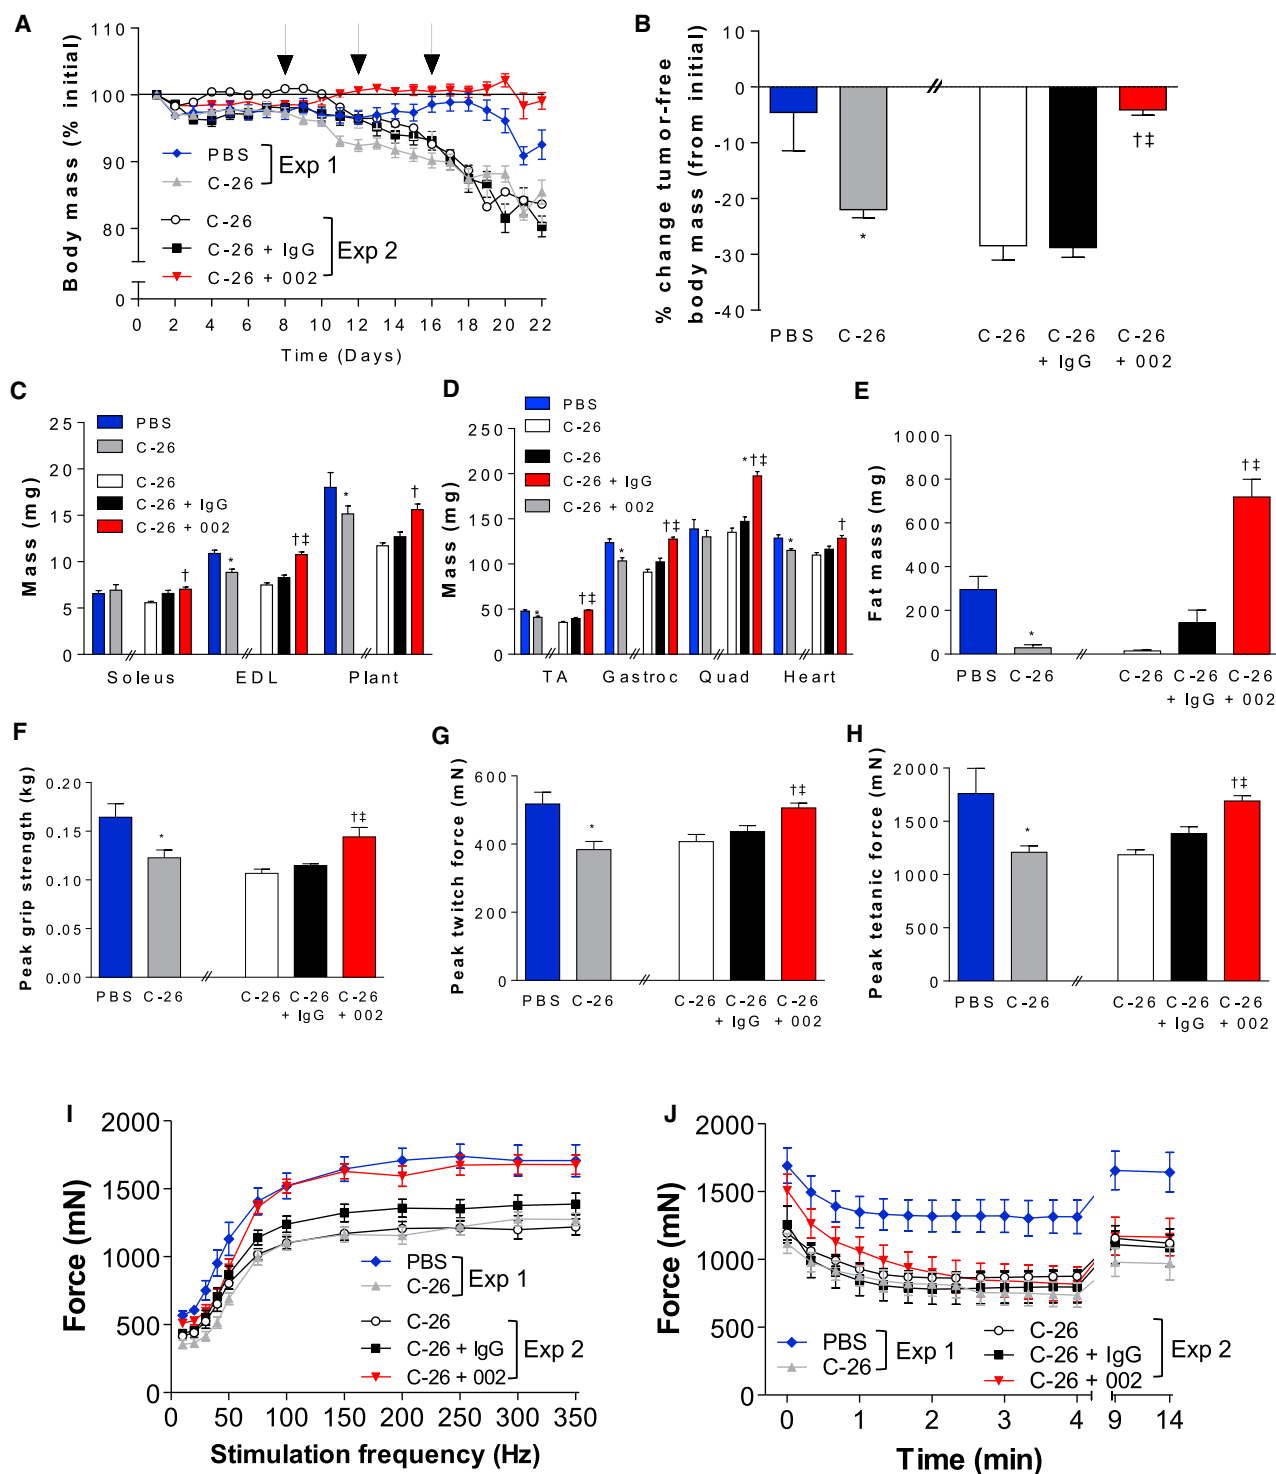 A
Body mass (% initial)
110
100
90
80
0
0 2 4 6 8 10 12 14 16 18 20 22
Time (Days)
PBS
C-26
Exp 1
C-26
C-26 + IgG
C-26 + 002
Exp 2
B
% change tumor-free
body mass (from initial)
10
0
-10
-20
-30
-40
//
*
†‡
PBS C-26 C-26 C-26 C-26
+ IgG + 002
C
Mass (mg)
25
20
15
10
5
0
PBS
C-26
C-26
C-26 + IgG
C-26 + 002
† * †‡ * †
// // //
Soleus EDL Plant
D
Mass (mg)
250
200
150
100
50
0
PBS
C-26
C-26
C-26 + IgG
C-26 + 002
* †‡ * †‡ * †‡ * †
// // // //
TA Gastroc Quad Heart
E
Fat mass (mg)
1000
800
600
400
200
0
*
†‡
//
PBS C-26 C-26 C-26 C-26
+ IgG + 002
F
Peak grip strength (kg)
0.20
0.15
0.10
0.05
0.00
*
†‡
//
PBS C-26 C-26 C-26 C-26
+ IgG + 002
G
Peak twitch force (mN)
600
400
200
0
*
†‡
//
PBS C-26 C-26 C-26 C-26
+ IgG + 002
H
Peak tetanic force (mN)
2000
1500
1000
500
0
*
†‡
//
PBS C-26 C-26 C-26 C-26
+ IgG + 002
I
Force (mN)
2000
1500
1000
500
0
0 50 100 150 200 250 300 350
Stimulation frequency (Hz)
PBS
C-26
Exp 1
C-26
C-26 + IgG
C-26 + 002
Exp 2
J
Force (mN)
2000
1500
1000
500
0
0 1 2 3 4 9 14
Time (min)
PBS
C-26
Exp 1
C-26
C-26 + IgG
C-26 + 002
Exp 2